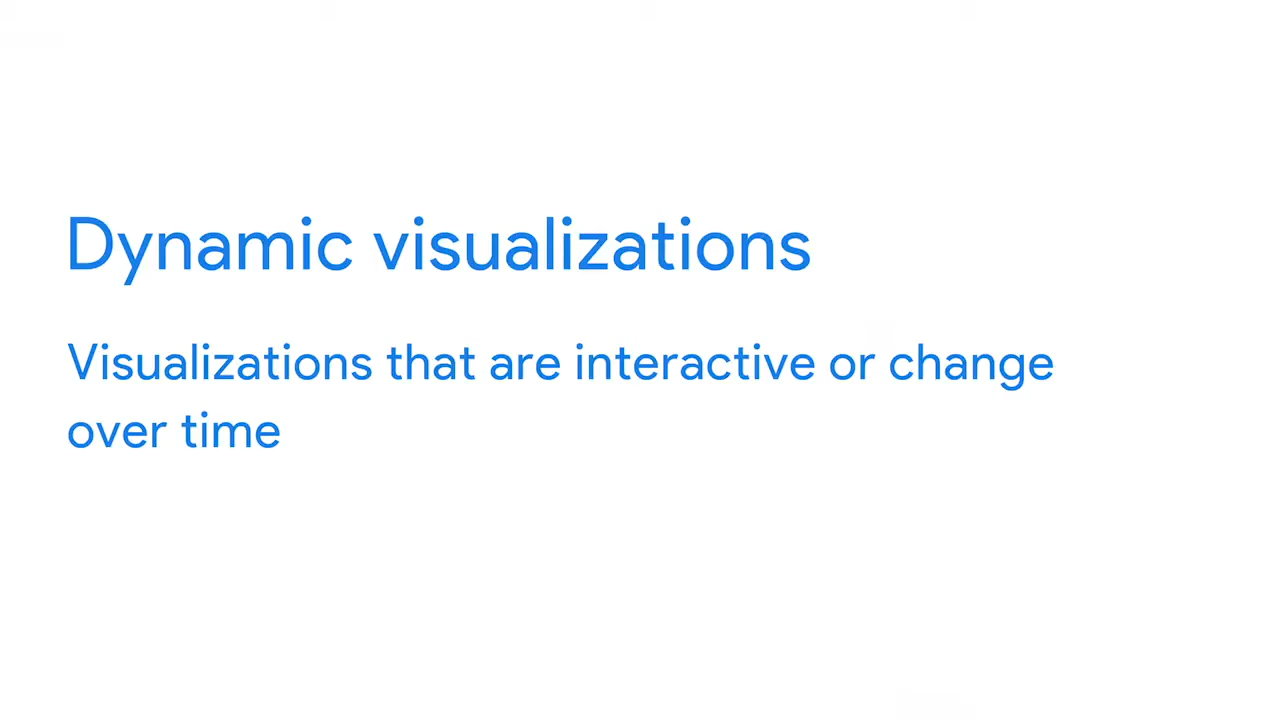 Dynamic visualizations
Visualizations that are interactive or change
over time